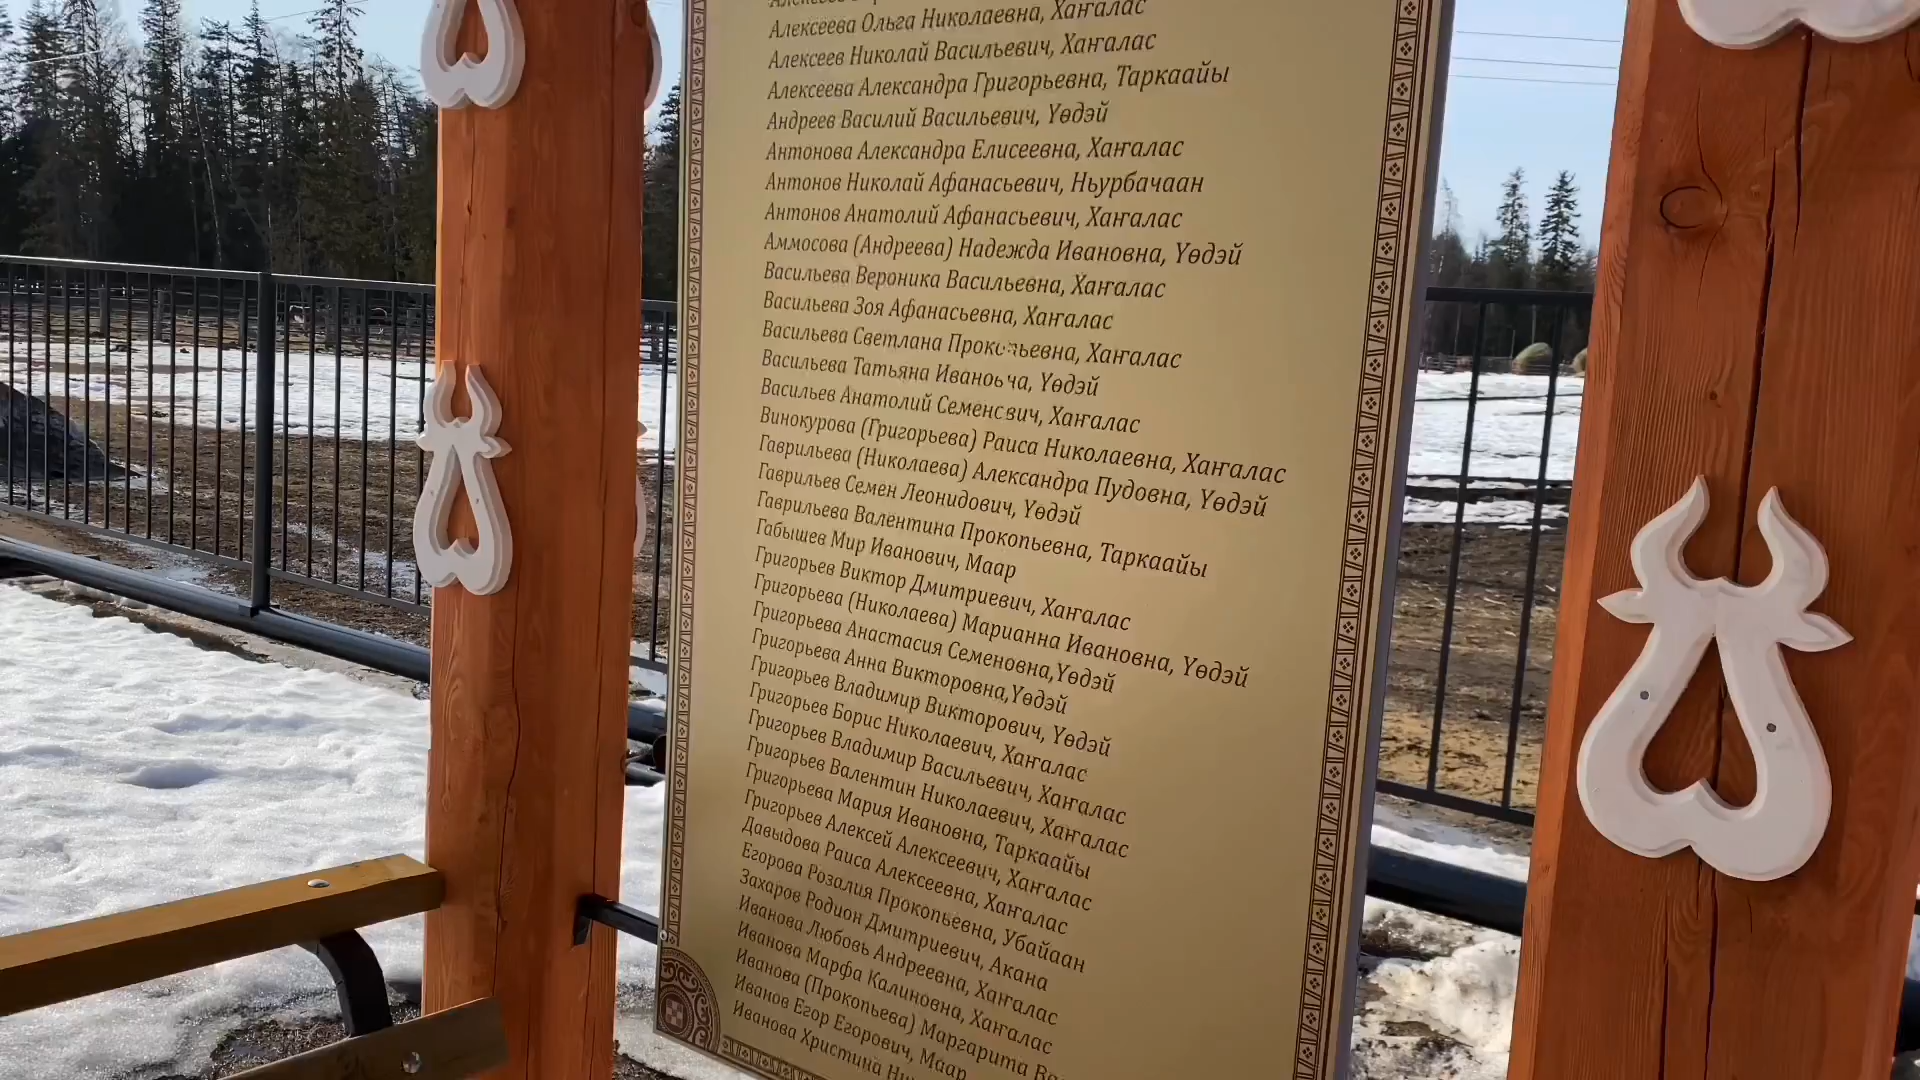 Алексеева Ольга Николаевна, Хаҥалас
Алексеев Николай Васильевич, Хаҥалас
Алексеева Александра Григорьевна, Таркаайы
Андреев Василий Васильевич, Үөдэй
Антонова Александра Елисеевна, Хаҥалас
Антонов Николай Афанасьевич, Ньурбачаан
Антонов Анатолий Афанасьевич, Хаҥалас
Аммосова (Андреева) Надежда Ивановна, Үөдэй
Васильева Вероника Васильевна, Хаҥалас
Васильева Зоя Афанасьевна, Хаҥалас
Васильева Светлана Прокопьевна, Хаҥалас
Васильева Татьяна Ивановна, Үөдэй
Васильев Анатолий Семенович, Хаҥалас
Винокурова (Григорьева) Раиса Николаевна, Хаҥалас
Гаврильева (Николаева) Александра Пудовна, Үөдэй
Гаврильев Семен Леонидович, Үөдэй
Гаврильева Валентина Прокопьевна, Таркаайы
Габышев Мир Иванович, Маар
Григорьев Виктор Дмитриевич, Хаҥалас
Григорьева (Николаева) Марианна Ивановна, Үөдэй
Григорьева Анастасия Семеновна,Үөдэй
Григорьева Анна Викторовна,Үөдэй
Григорьев Владимир Викторович, Үөдэй
Григорьев Борис Николаевич, Хаҥалас
Григорьев Владимир Васильевич, Хаҥалас
Григорьев Валентин Николаевич, Хаҥалас
Григорьева Мария Ивановна, Таркаайы
Григорьев Алексей Алексеевич, Хаҥалас
Давыдова Раиса Алексеевна, Хаҥалас
Егорова Розалия Прокопьевна, Убайаан
Захаров Родион Дмитриевич, Акана
Иванова Любовь Андреевна, Хаҥалас
Иванова Марфа Калиновна, Хаҥалас
Иванова (Прокопьева) Маргарита
Иванов Егор Егорович, Маар
Иванова Христина